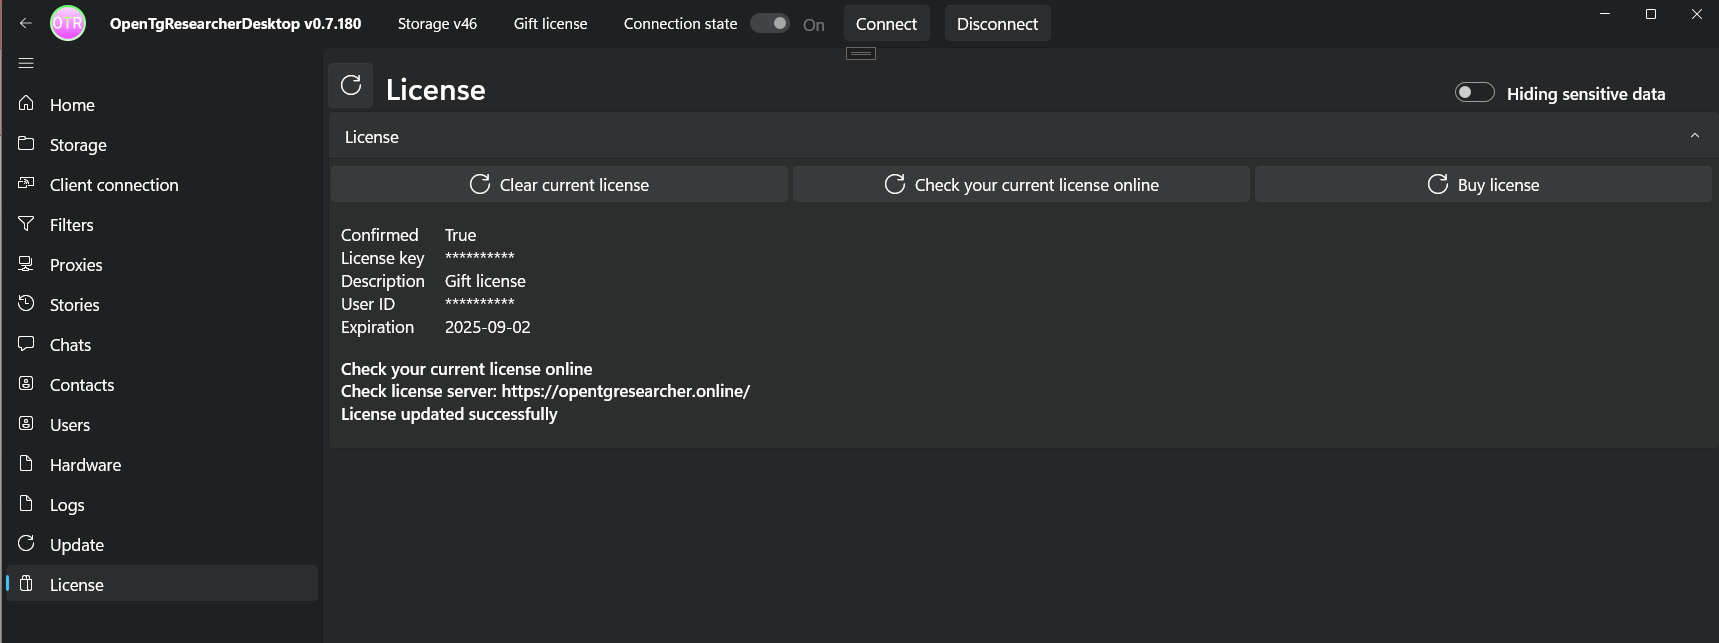 OTR OpenTgResearcherDesktop v0.7.180 Storage v46 Gift license Connection state On Connect Disconnect
License
Hiding sensitive data
Home
Storage
Client connection
Filters
Proxies
Stories
Chats
Contacts
Users
Hardware
Logs
Update
License
License
Clear current license Check your current license online Buy license
Confirmed True
License key **********
Description Gift license
User ID **********
Expiration 2025-09-02
Check your current license online
Check license server: https://opentgresearcher.online/
License updated successfully